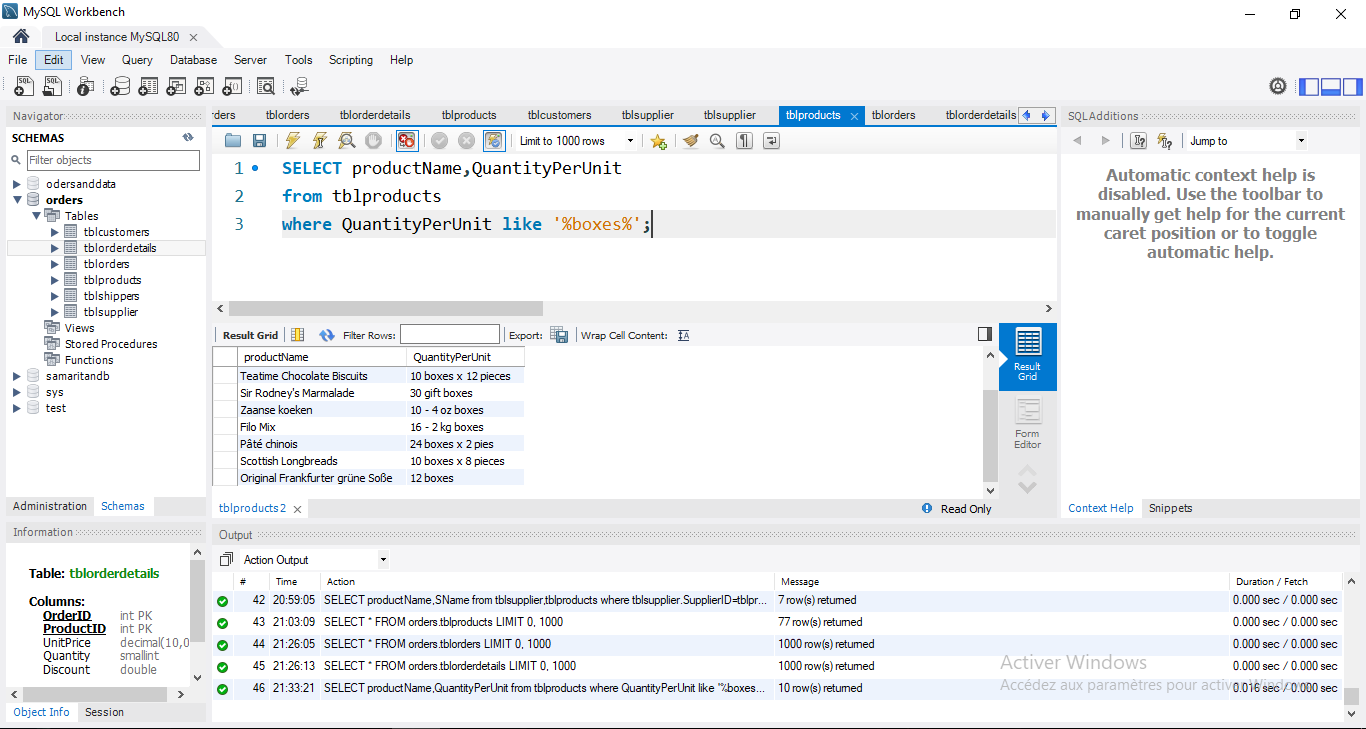 MySQL Workbench
Local instance MySQL80
File Edit View Query Database Server Tools Scripting Help
Navigator
SCHEMAS
Filter objects
odersanddata
orders
Tables
tblcustomers
tblorderdetails
tblorders
tblproducts
tblshippers
tblsupplier
Views
Stored Procedures
Functions
samaritandb
sys
test
Administration Schemas
Information
Table: tblorderdetails
Columns:
OrderID int PK
ProductID int PK
UnitPrice decimal(10,0
Quantity smallint
Discount double
Object Info Session
rders tblorders tblorderdetails tblproducts tblcustomers tblsupplier tblsupplier tblproducts tblorders tblorderdetails
Limit to 1000 rows
1 SELECT productName,QuantityPerUnit
2 from tblproducts
3 where QuantityPerUnit like '%boxes%';
Result Grid Filter Rows: Export: Wrap Cell Content:
productName QuantityPerUnit
Teatime Chocolate Biscuits 10 boxes x 12 pieces
Sir Rodney's Marmalade 30 gift boxes
Zaanse koeken 10 - 4 oz boxes
Filo Mix 16 - 2 kg boxes
Pâté chinois 24 boxes x 2 pies
Scottish Longbreads 10 boxes x 8 pieces
Original Frankfurter grüne Soße 12 boxes
Result
Grid
Form
Editor
tblproducts 2 Read Only
SQLAdditions
Jump to
Automatic context help is
disabled. Use the toolbar to
manually get help for the current
caret position or to toggle
automatic help.
Context Help Snippets
Output
Action Output
# Time Action Message Duration / Fetch
42 20:59:05 SELECT productName,SName from tblsupplier,tblproducts where tblsupplier.SupplierID=tblpr... 7 row(s) returned 0.000 sec / 0.000 sec
43 21:03:09 SELECT * FROM orders.tblproducts LIMIT 0, 1000 77 row(s) returned 0.000 sec / 0.000 sec
44 21:26:05 SELECT * FROM orders.tblorders LIMIT 0, 1000 1000 row(s) returned 0.000 sec / 0.000 sec
45 21:26:13 SELECT * FROM orders.tblorderdetails LIMIT 0, 1000 1000 row(s) returned 0.000 sec / 0.000 sec
46 21:33:21 SELECT productName,QuantityPerUnit from tblproducts where QuantityPerUnit like '%boxes... 10 row(s) returned 0.016 sec / 0.000 sec
Activer Windows
Accédez aux paramètres pour activer Windows.